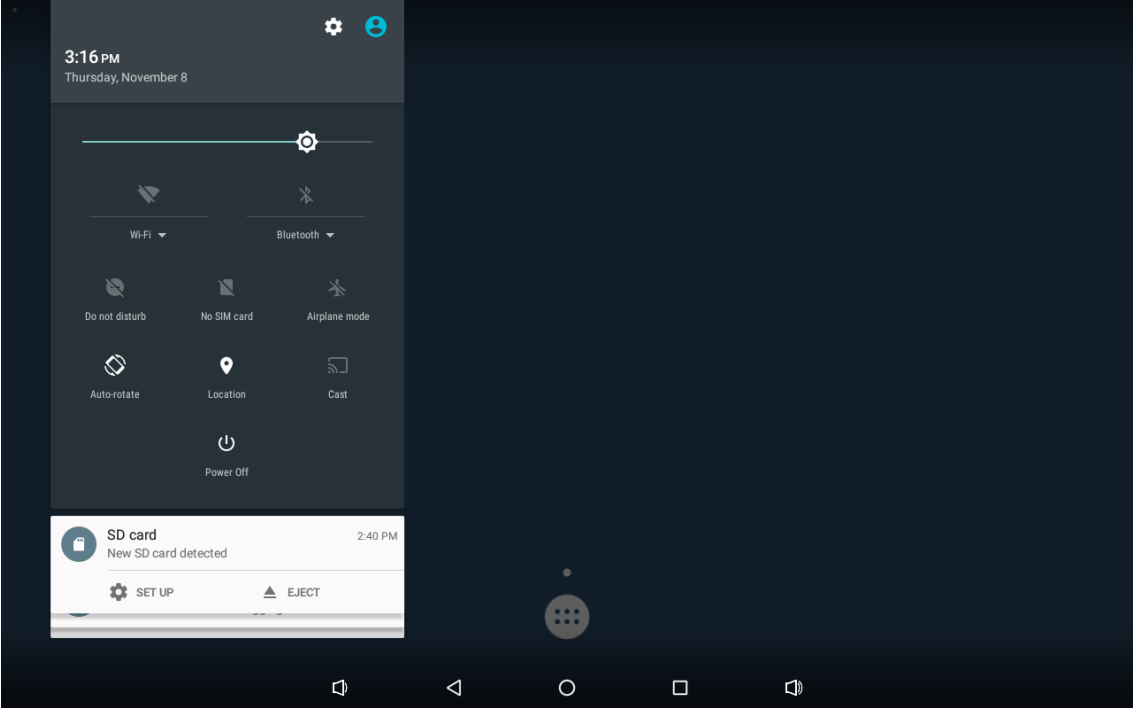 3:16 PM
Thursday, November 8
Wi-Fi
Bluetooth
Do not disturb
No SIM card
Airplane mode
Auto-rotate
Location
Cast
Power Off
SD card
2:40 PM
New SD card detected
SET UP
EJECT